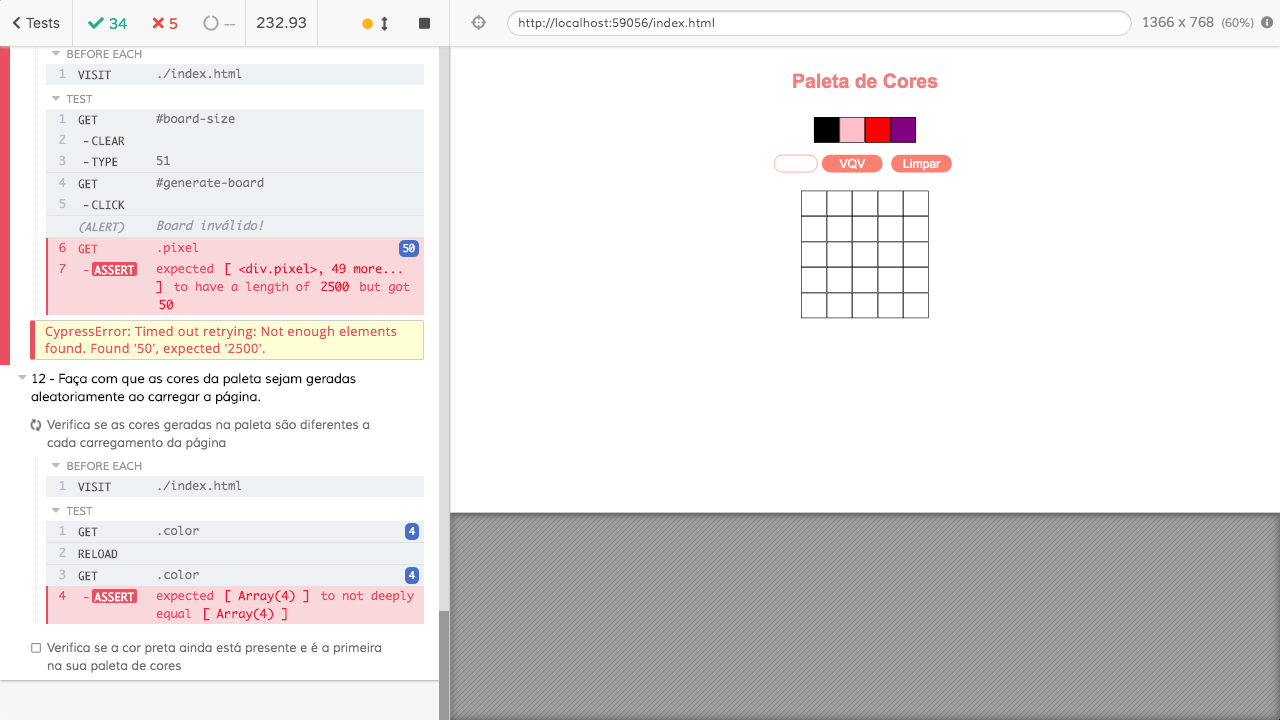 Tests 34 5 -- 232.93
http://localhost:59056/index.html 1366 x 768 (60%)
BEFORE EACH
1 VISIT ./index.html
TEST
1 GET #board-size
2 -CLEAR
3 -TYPE 51
4 GET #generate-board
5 -CLICK
(ALERT) Board inválido!
6 GET .pixel 50
7 -ASSERT expected [ <div.pixel>, 49 more...
] to have a length of 2500 but got
50
CypressError: Timed out retrying: Not enough elements
found. Found '50', expected '2500'.
12 - Faça com que as cores da paleta sejam geradas
aleatoriamente ao carregar a página.
Verifica se as cores geradas na paleta são diferentes a
cada carregamento da página
BEFORE EACH
1 VISIT ./index.html
TEST
1 GET .color 4
2 RELOAD
3 GET .color 4
4 -ASSERT expected [ Array(4) ] to not deeply
equal [ Array(4) ]
Verifica se a cor preta ainda está presente e é a primeira
na sua paleta de cores
Paleta de Cores
VQV Limpar